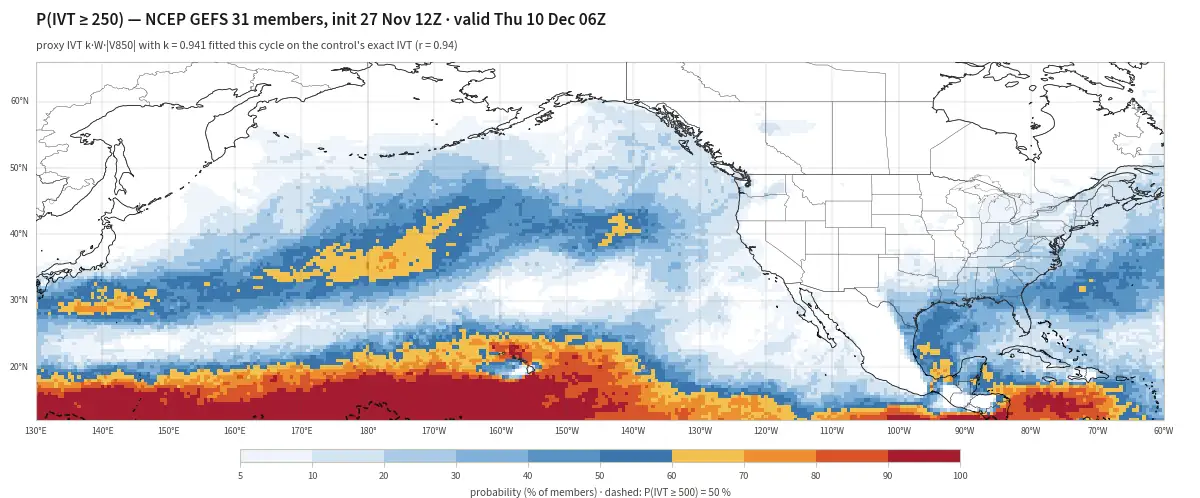 P(IVT ≥ 250) — NCEP GEFS 31 members, init 27 Nov 12Z · valid Thu 10 Dec 06Z
proxy IVT k·W·|V850| with k = 0.941 fitted this cycle on the control's exact IVT (r = 0.94)
60°N
50°N
40°N
30°N
20°N
130°E 140°E 150°E 160°E 170°E 180° 170°W 160°W 150°W 140°W 130°W 120°W 110°W 100°W 90°W 80°W 70°W 60°W
5 10 20 30 40 50 60 70 80 90 100
probability (% of members) · dashed: P(IVT ≥ 500) = 50 %